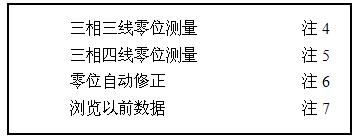 三相三线零位测量 注 4
三相四线零位测量 注 5
零位自动修正 注 6
浏览以前数据 注 7